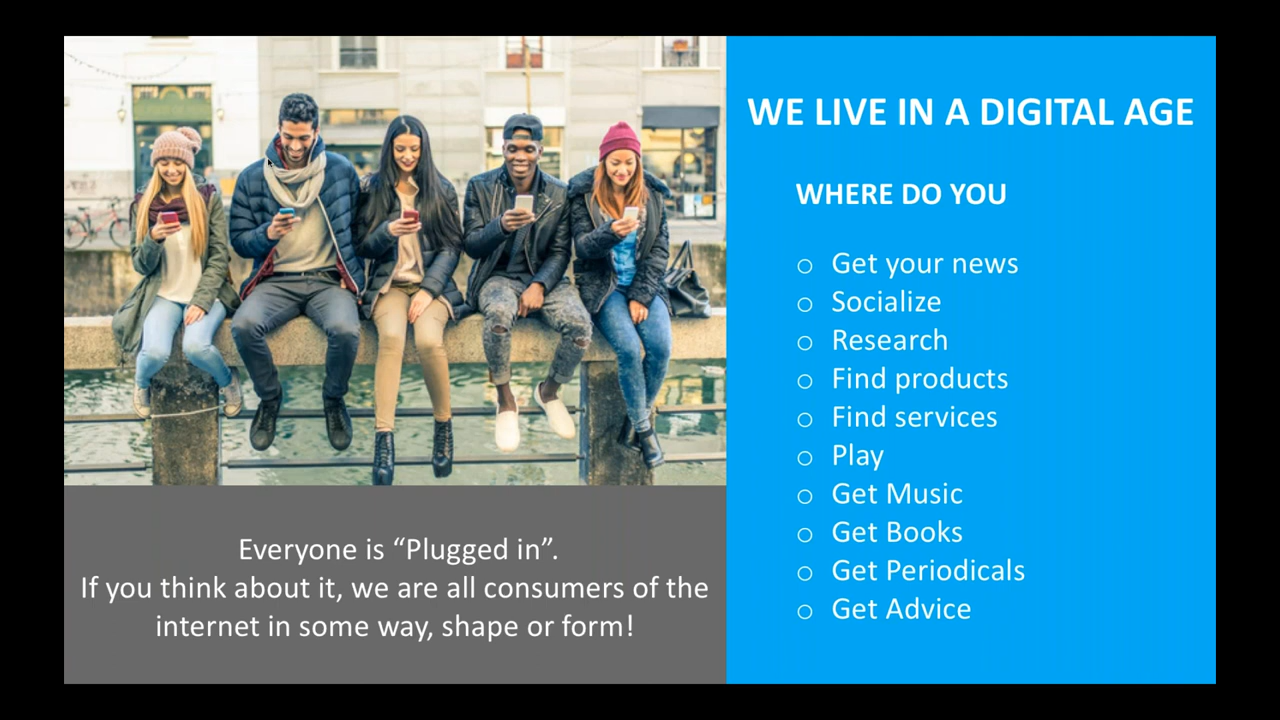 WE LIVE IN A DIGITAL AGE
WHERE DO YOU
o Get your news
o Socialize
o Research
o Find products
o Find services
o Play
o Get Music
o Get Books
o Get Periodicals
o Get Advice
Everyone is “Plugged in”.
If you think about it, we are all consumers of the
internet in some way, shape or form!